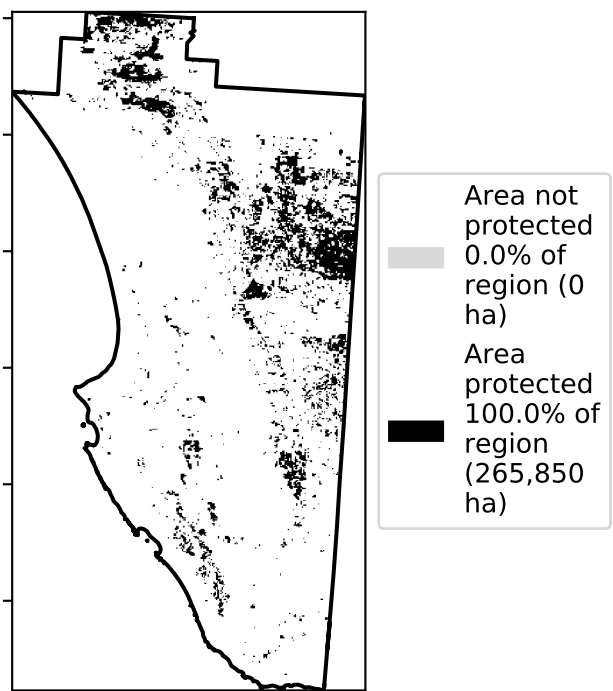 Area not
protected
0.0% of
region (0
ha)
Area
protected
100.0% of
region
(265,850
ha)